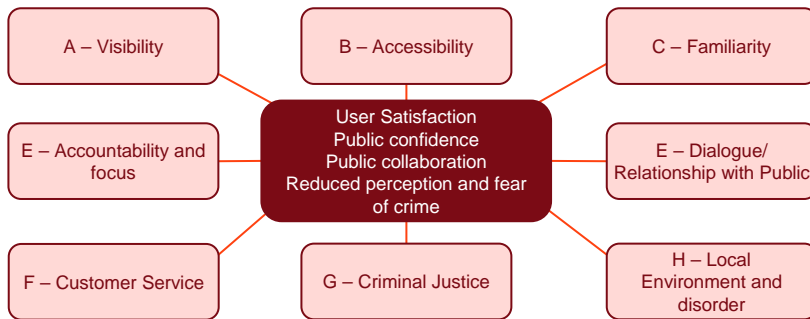 A – Visibility
B – Accessibility
C – Familiarity
User Satisfaction
Public confidence
Public collaboration
Reduced perception and fear
of crime
E – Accountability and
focus
E – Dialogue/
Relationship with Public
F – Customer Service
G – Criminal Justice
H – Local
Environment and
disorder